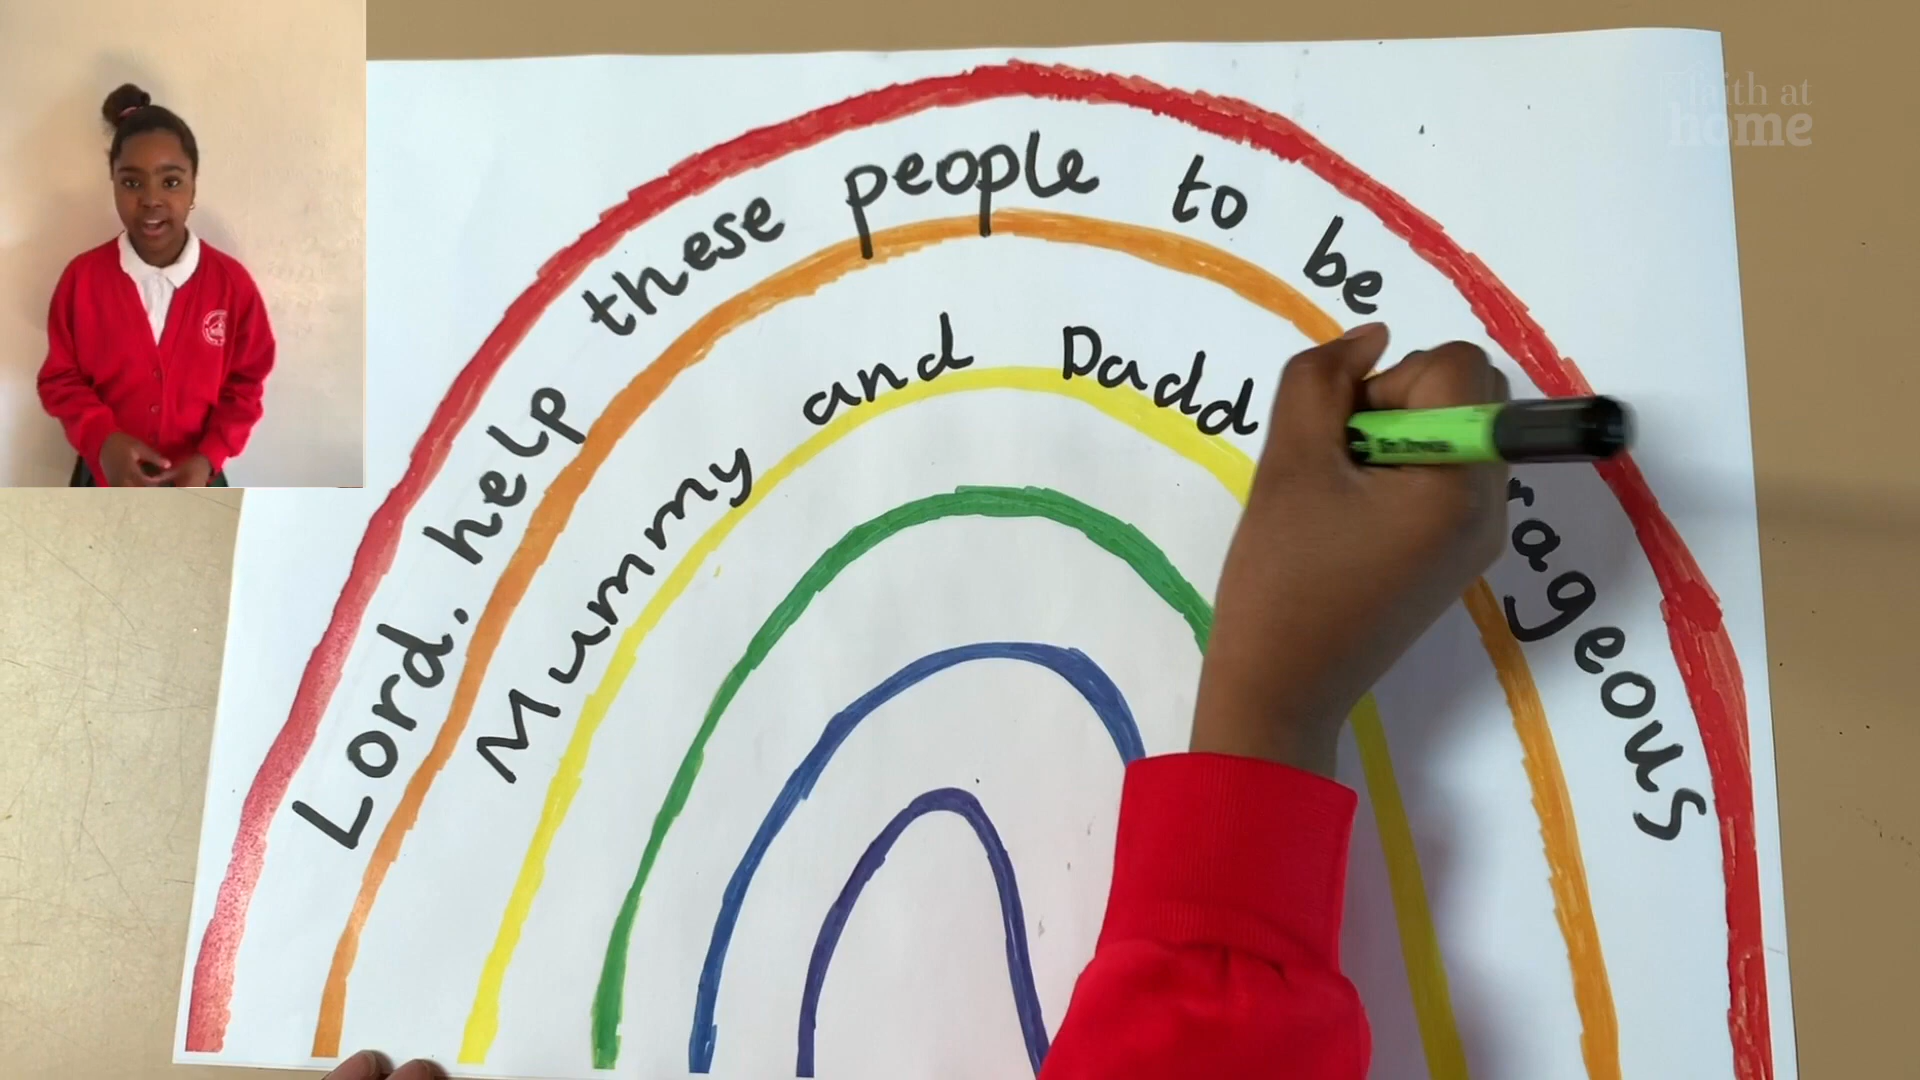 Lord, help these people to be rageous
Mummy and Dadd
faith at
home